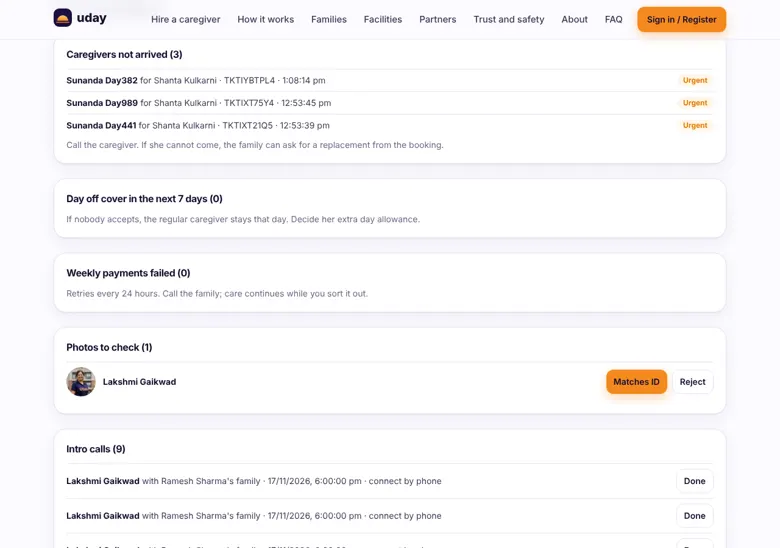 uday
Hire a caregiver
How it works
Families
Facilities
Partners
Trust and safety
About
FAQ
Sign in / Register
Caregivers not arrived (3)
Sunanda Day382 for Shanta Kulkarni · TKTIYBTPL4 · 1:08:14 pm
Urgent
Sunanda Day989 for Shanta Kulkarni · TKTIXT75Y4 · 12:53:45 pm
Urgent
Sunanda Day441 for Shanta Kulkarni · TKTIXT21Q5 · 12:53:39 pm
Urgent
Call the caregiver. If she cannot come, the family can ask for a replacement from the booking.
Day off cover in the next 7 days (0)
If nobody accepts, the regular caregiver stays that day. Decide her extra day allowance.
Weekly payments failed (0)
Retries every 24 hours. Call the family; care continues while you sort it out.
Photos to check (1)
Lakshmi Gaikwad
Matches ID
Reject
Intro calls (9)
Lakshmi Gaikwad with Ramesh Sharma's family · 17/11/2026, 6:00:00 pm · connect by phone
Done
Lakshmi Gaikwad with Ramesh Sharma's family · 17/11/2026, 6:00:00 pm · connect by phone
Done